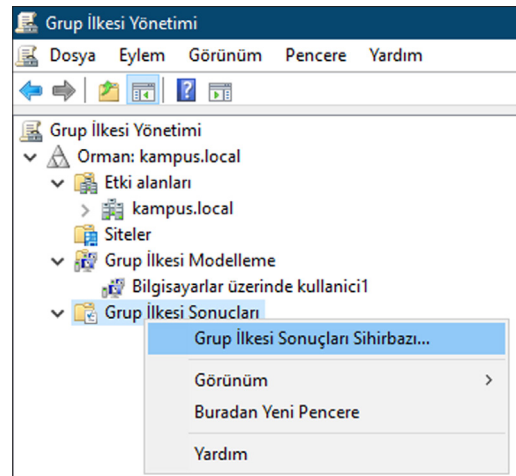 Grup İlkesi Yönetimi
Dosya Eylem Görünüm Pencere Yardım
Grup İlkesi Yönetimi
Orman: kampus.local
Etki alanları
kampus.local
Siteler
Grup İlkesi Modelleme
Bilgisayarlar üzerinde kullanici1
Grup İlkesi Sonuçları
Grup İlkesi Sonuçları Sihirbazı...
Görünüm
Buradan Yeni Pencere
Yardım